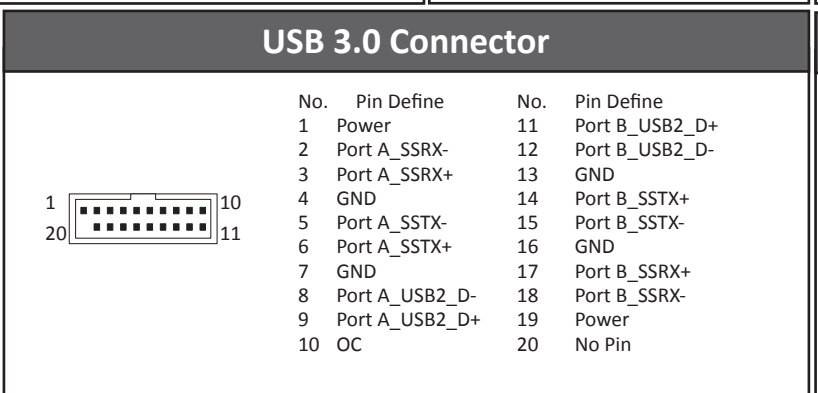 USB 3.0 Connector
No. Pin Define No. Pin Define
1 Power 11 Port B_USB2_D+
2 Port A_SSRX- 12 Port B_USB2_D-
3 Port A_SSRX+ 13 GND
4 GND 14 Port B_SSTX+
5 Port A_SSTX- 15 Port B_SSTX-
6 Port A_SSTX+ 16 GND
7 GND 17 Port B_SSRX+
8 Port A_USB2_D- 18 Port B_SSRX-
9 Port A_USB2_D+ 19 Power
10 OC 20 No Pin
1 10
20 11